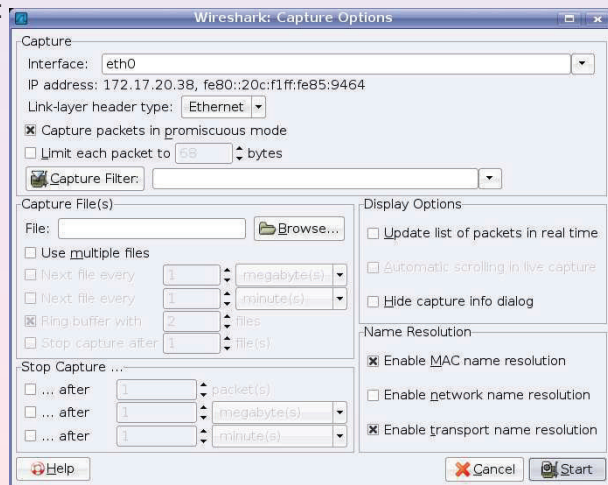 Wireshark: Capture Options
Capture
Interface: eth0
IP address: 172.17.20.38, fe80::20c:f1ff:fe85:9464
Link-layer header type: Ethernet
Capture packets in promiscuous mode
Limit each packet to 68 bytes
Capture Filter:
Capture File(s)
File: Browse...
Use multiple files
Next file every 1 megabyte(s)
Next file every 1 minute(s)
Ring buffer with 2 files
Stop capture after 1 file(s)
Stop Capture ...
... after 1 packet(s)
... after 1 megabyte(s)
... after 1 minute(s)
Display Options
Update list of packets in real time
Automatic scrolling in live capture
Hide capture info dialog
Name Resolution
Enable MAC name resolution
Enable network name resolution
Enable transport name resolution
Help Cancel Start